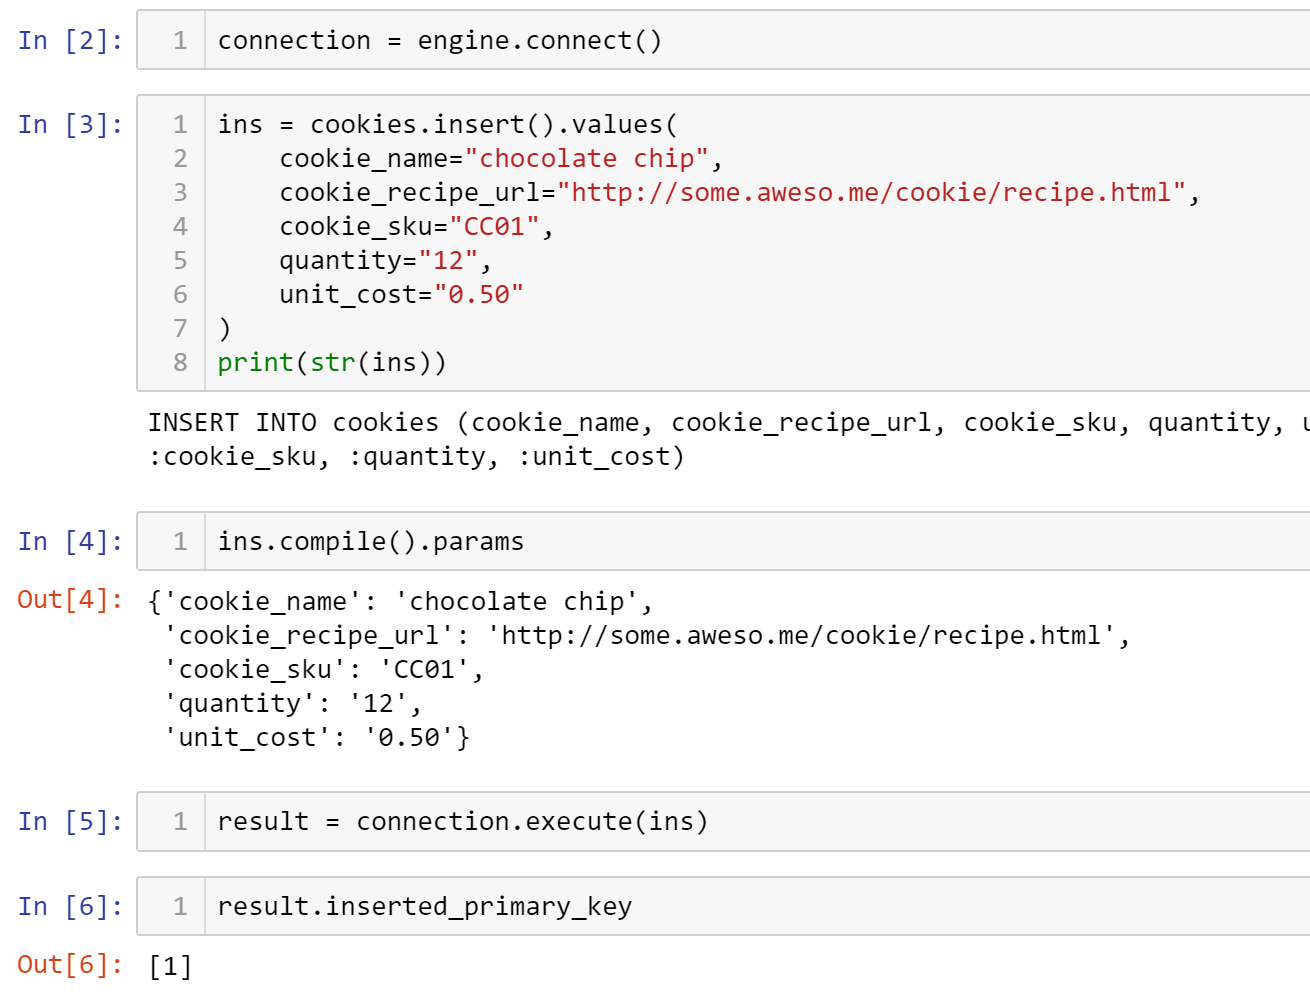 In [2]: 1 connection = engine.connect()
In [3]: 1 ins = cookies.insert().values(
2 cookie_name="chocolate chip",
3 cookie_recipe_url="http://some.aweso.me/cookie/recipe.html",
4 cookie_sku="CC01",
5 quantity="12",
6 unit_cost="0.50"
7 )
8 print(str(ins))
INSERT INTO cookies (cookie_name, cookie_recipe_url, cookie_sku, quantity,
:cookie_sku, :quantity, :unit_cost)
In [4]: 1 ins.compile().params
Out[4]: {'cookie_name': 'chocolate chip',
'cookie_recipe_url': 'http://some.aweso.me/cookie/recipe.html',
'cookie_sku': 'CC01',
'quantity': '12',
'unit_cost': '0.50'}
In [5]: 1 result = connection.execute(ins)
In [6]: 1 result.inserted_primary_key
Out[6]: [1]